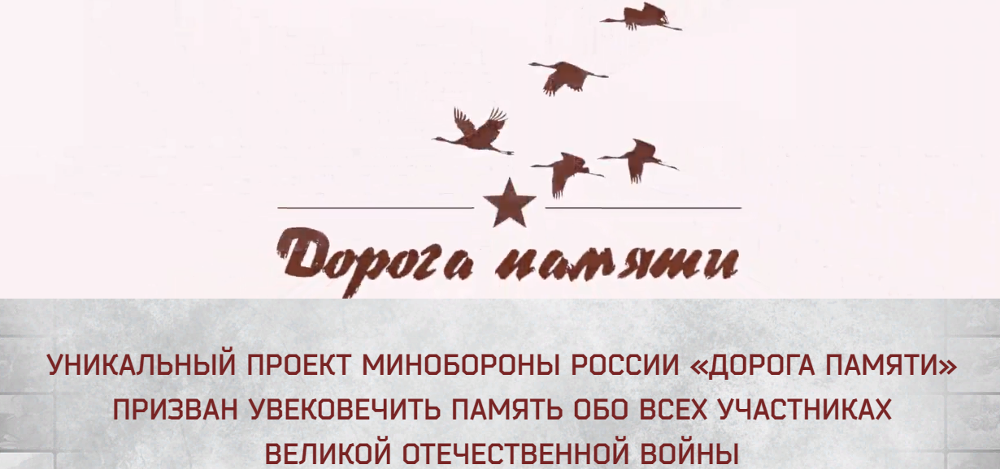 Дорога памяти
УНИКАЛЬНЫЙ ПРОЕКТ МИНОБОРОНЫ РОССИИ «ДОРОГА ПАМЯТИ»
ПРИЗВАН УВЕКОВЕЧИТЬ ПАМЯТЬ ОБО ВСЕХ УЧАСТНИКАХ
ВЕЛИКОЙ ОТЕЧЕСТВЕННОЙ ВОЙНЫ